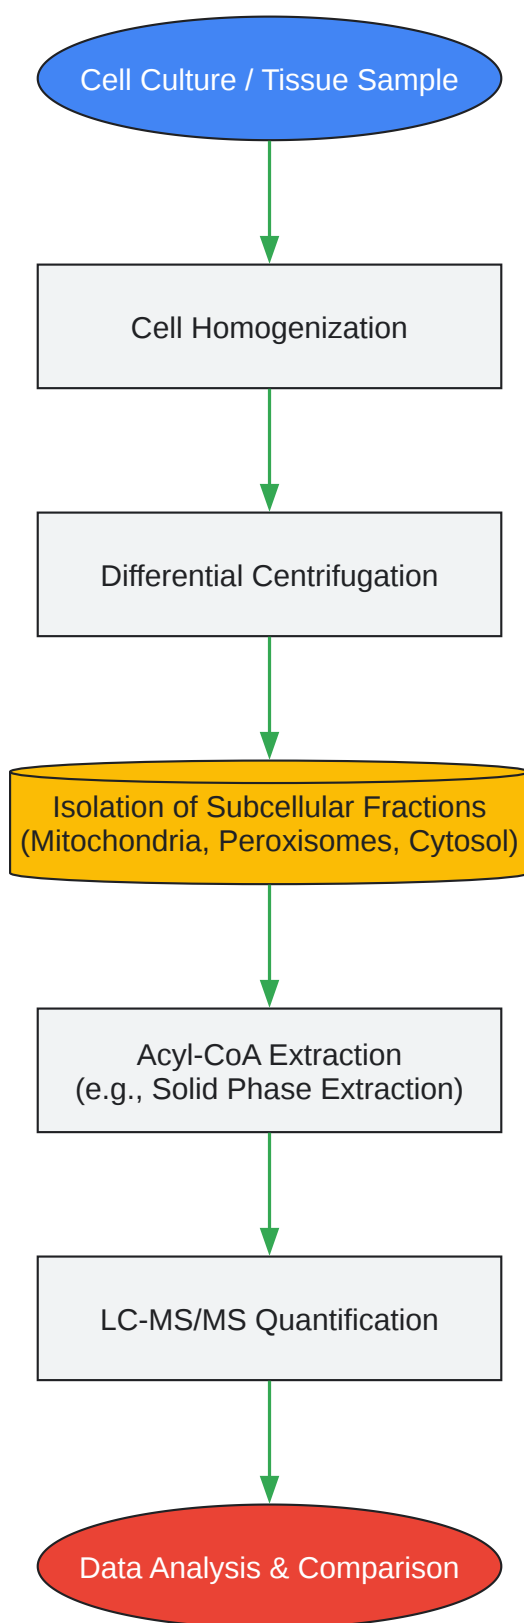 Cell Culture / Tissue Sample
Cell Homogenization
Differential Centrifugation
Isolation of Subcellular Fractions
(Mitochondria, Peroxisomes, Cytosol)
Acyl-CoA Extraction
(e.g., Solid Phase Extraction)
LC-MS/MS Quantification
Data Analysis & Comparison